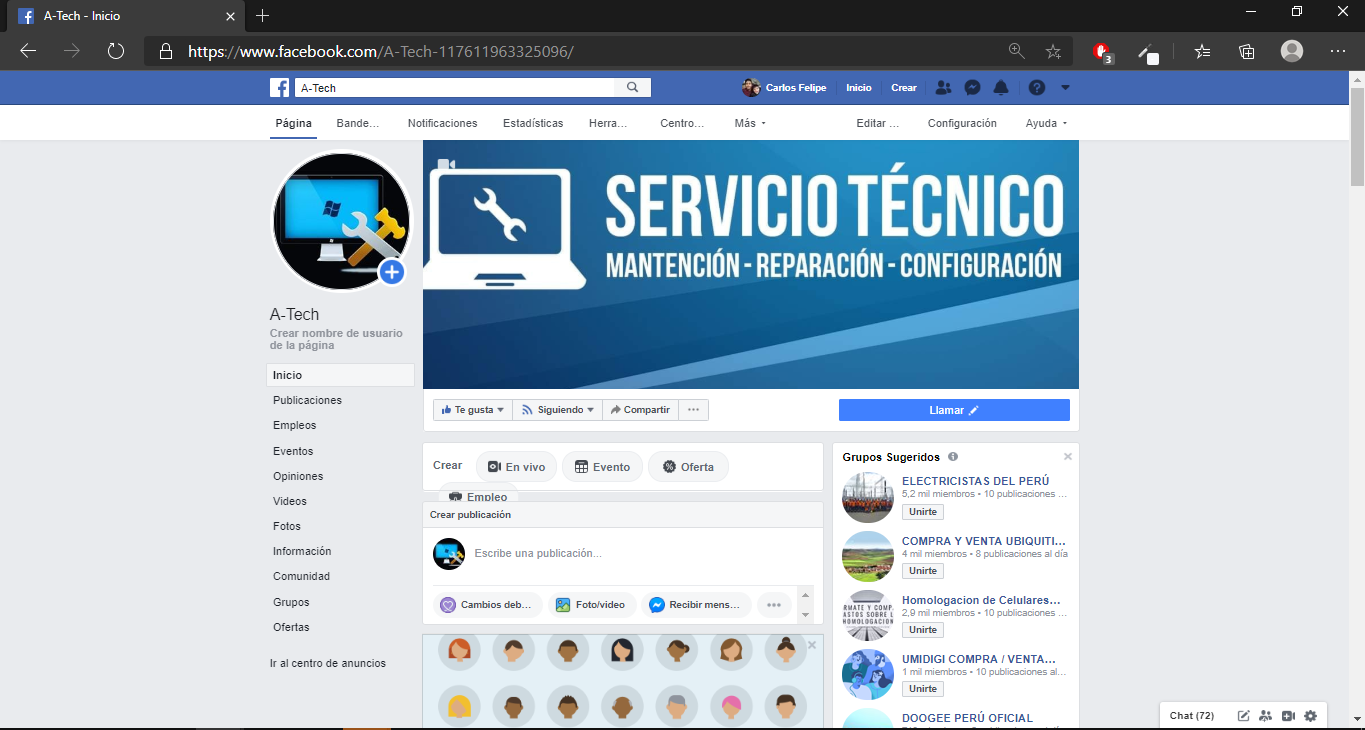 A-Tech - Inicio
https://www.facebook.com/A-Tech-117611963325096/
3
A-Tech
Carlos Felipe
Inicio
Crear
Página
Bande...
Notificaciones
Estadísticas
Herra...
Centro...
Más
Editar ...
Configuración
Ayuda
SERVICIO TÉCNICO
MANTENCIÓN - REPARACIÓN - CONFIGURACIÓN
A-Tech
Crear nombre de usuario
de la página
Inicio
Publicaciones
Empleos
Eventos
Opiniones
Videos
Fotos
Información
Comunidad
Grupos
Ofertas
Ir al centro de anuncios
Te gusta
Siguiendo
Compartir
Llamar
Crear
En vivo
Evento
Oferta
Empleo
Crear publicación
Escribe una publicación...
Cambios deb...
Foto/video
Recibir mens...
Grupos Sugeridos
ELECTRICISTAS DEL PERÚ
5,2 mil miembros • 10 publicaciones ...
Unirte
COMPRA Y VENTA UBIQUITI...
4 mil miembros • 8 publicaciones al día
Unirte
Homologacion de Celulares...
2,9 mil miembros • 10 publicaciones ...
Unirte
UMIDIGI COMPRA / VENTA...
1 mil miembros • 10 publicaciones al...
Unirte
DOOGEE PERÚ OFICIAL
Chat (72)